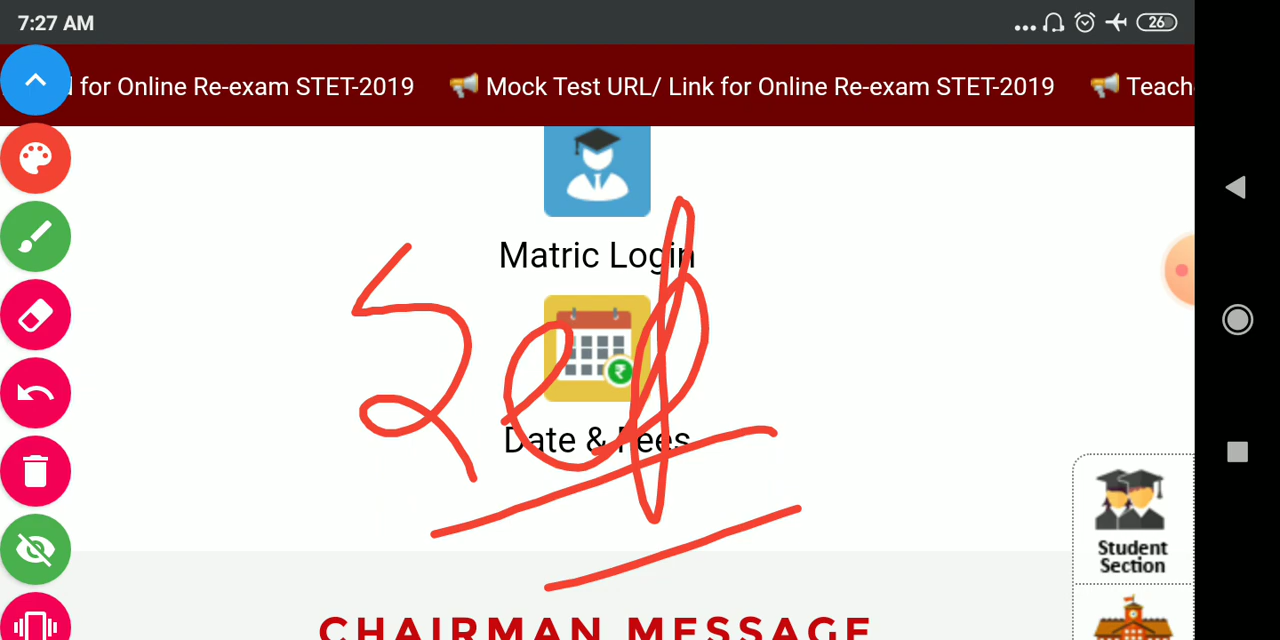 7:27 AM
26
for Online Re-exam STET-2019 Mock Test URL/ Link for Online Re-exam STET-2019
Matric Login
Date & Fees
Student
Section
CHAIRMAN MESSAGE